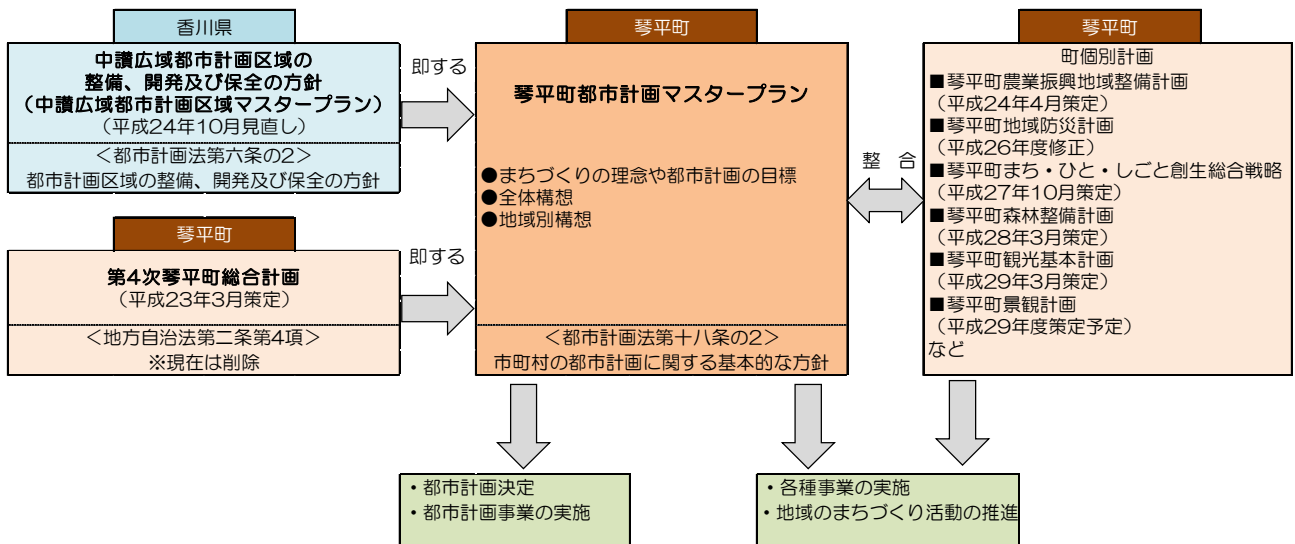 香川県
中讃広域都市計画区域の
整備、開発及び保全の方針
（中讃広域都市計画区域マスタープラン）
（平成24年10月見直し）
＜都市計画法第六条の2＞
都市計画区域の整備、開発及び保全の方針
即する
琴平町
第4次琴平町総合計画
（平成23年3月策定）
＜地方自治法第二条第4項＞
※現在は削除
即する
琴平町
琴平町都市計画マスタープラン
●まちづくりの理念や都市計画の目標
●全体構想
●地域別構想
＜都市計画法第十八条の2＞
市町村の都市計画に関する基本的な方針
整　合
琴平町
町個別計画
■琴平町農業振興地域整備計画
（平成24年4月策定）
■琴平町地域防災計画
（平成26年度修正）
■琴平町まち・ひと・しごと創生総合戦略
（平成27年10月策定）
■琴平町森林整備計画
（平成28年3月策定）
■琴平町観光基本計画
（平成29年3月策定）
■琴平町景観計画
（平成29年度策定予定）
など
・都市計画決定
・都市計画事業の実施
・各種事業の実施
・地域のまちづくり活動の推進